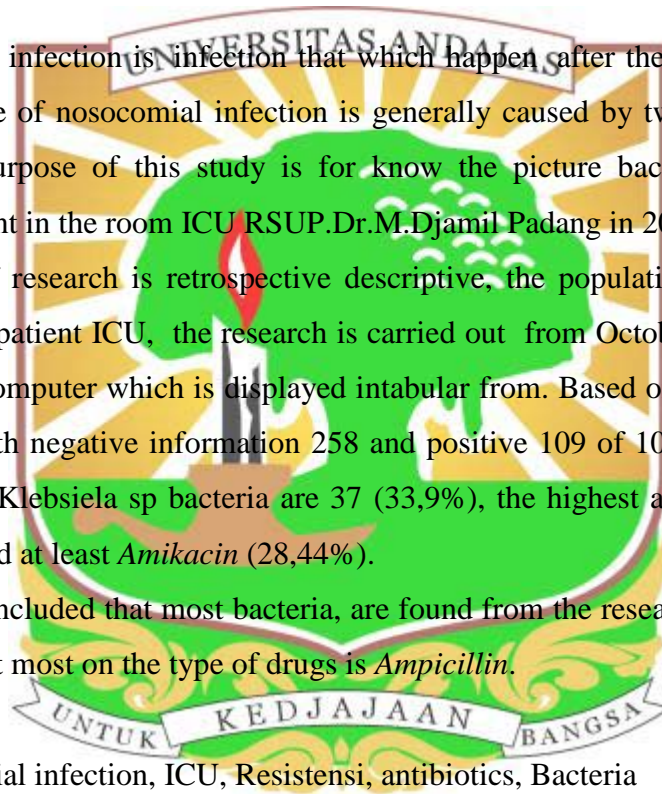 UNIVERSITAS ANDALAS
infection is infection that which happen after the
e of nosocomial infection is generally caused by tw
urpose of this study is for know the picture bac
nt in the room ICU RSUP.Dr.M.Djamil Padang in 20
research is retrospective descriptive, the populati
patient ICU, the research is carried out from Octob
omputer which is displayed intabular from. Based o
th negative information 258 and positive 109 of 10
Klebsiela sp bacteria are 37 (33,9%), the highest a
d at least Amikacin (28,44%).
ncluded that most bacteria, are found from the resea
t most on the type of drugs is Ampicillin.
UNTUK KEDJAJAAN BANGSA
ial infection, ICU, Resistensi, antibiotics, Bacteria